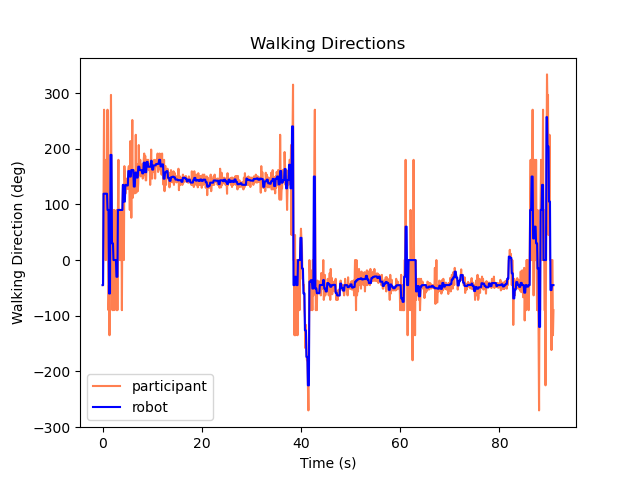 Walking Directions
Walking Direction (deg)
300
200
100
0
−100
−200
−300
participant
robot
0 20 40 60 80
Time (s)